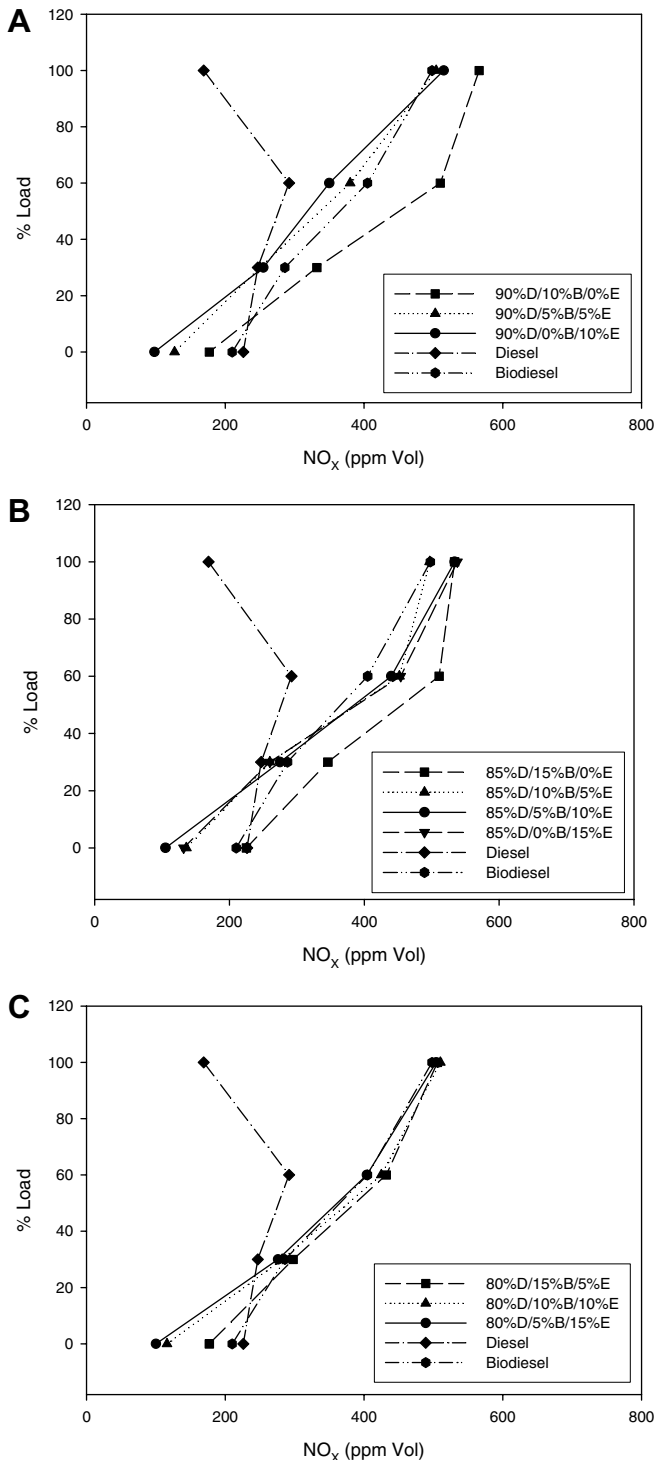 A
120
100
80
60
40
20
0
% Load
90%D/10%B/0%E
90%D/5%B/5%E
90%D/0%B/10%E
Diesel
Biodiesel
0 200 400 600 800
NOX (ppm Vol)
B
120
100
80
60
40
20
0
% Load
85%D/15%B/0%E
85%D/10%B/5%E
85%D/5%B/10%E
85%D/0%B/15%E
Diesel
Biodiesel
0 200 400 600 800
NOX (ppm Vol)
C
120
100
80
60
40
20
0
% Load
80%D/15%B/5%E
80%D/10%B/10%E
80%D/5%B/15%E
Diesel
Biodiesel
0 200 400 600 800
NOX (ppm Vol)